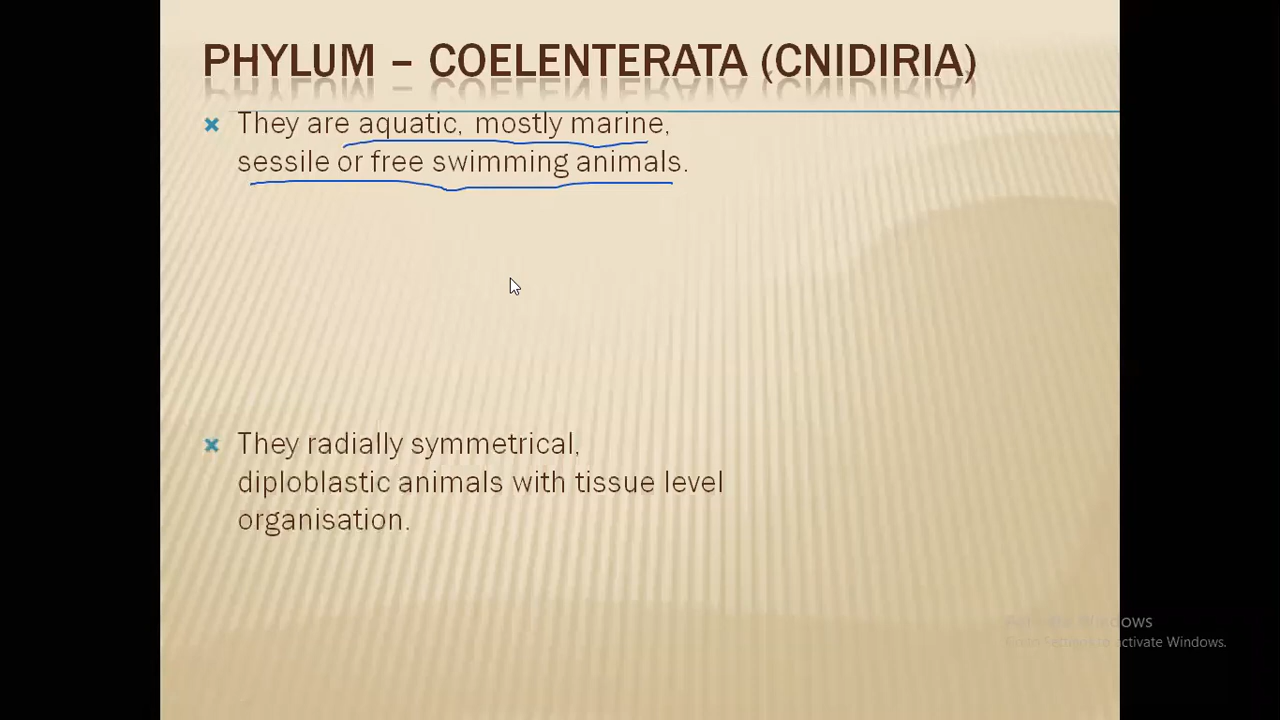 PHYLUM – COELENTERATA (CNIDIRIA)
They are aquatic, mostly marine,
sessile or free swimming animals.
They radially symmetrical,
diploblastic animals with tissue level
organisation.
Activate Windows
Go to Settings to activate Windows.